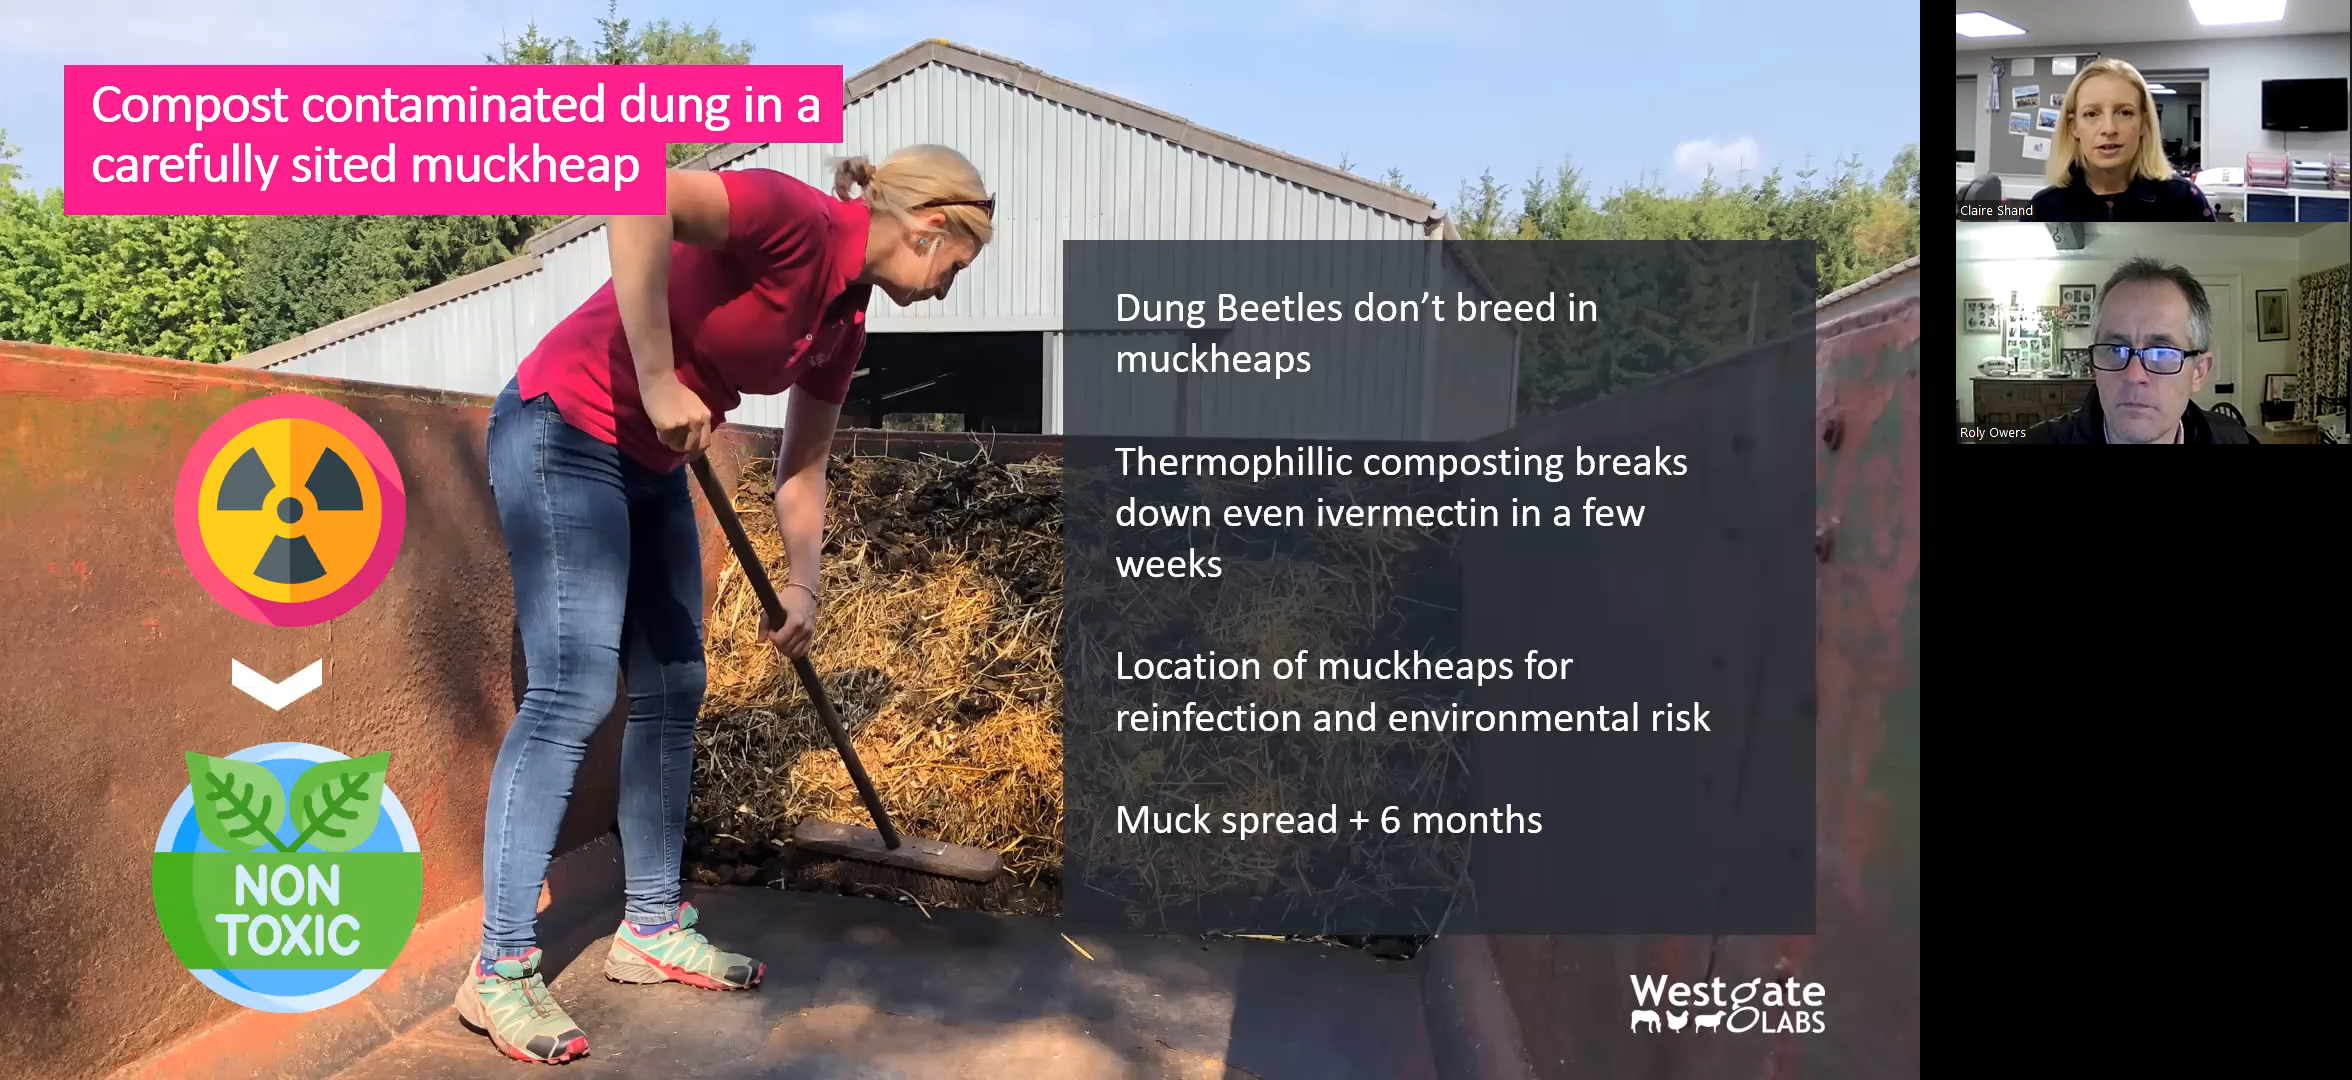 Compost contaminated dung in a
carefully sited muckheap
Dung Beetles don’t breed in
muckheaps
Thermophillic composting breaks
down even ivermectin in a few
weeks
Location of muckheaps for
reinfection and environmental risk
Muck spread + 6 months
NON
TOXIC
Westgate
LABS
Claire Shand
Roly Owers